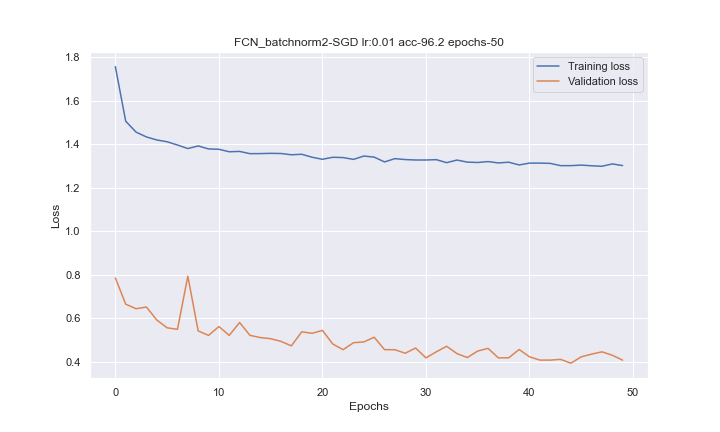 FCN_batchnorm2-SGD lr:0.01 acc-96.2 epochs-50
Training loss
Validation loss
Loss
1.8
1.6
1.4
1.2
1.0
0.8
0.6
0.4
0 10 20 30 40 50
Epochs